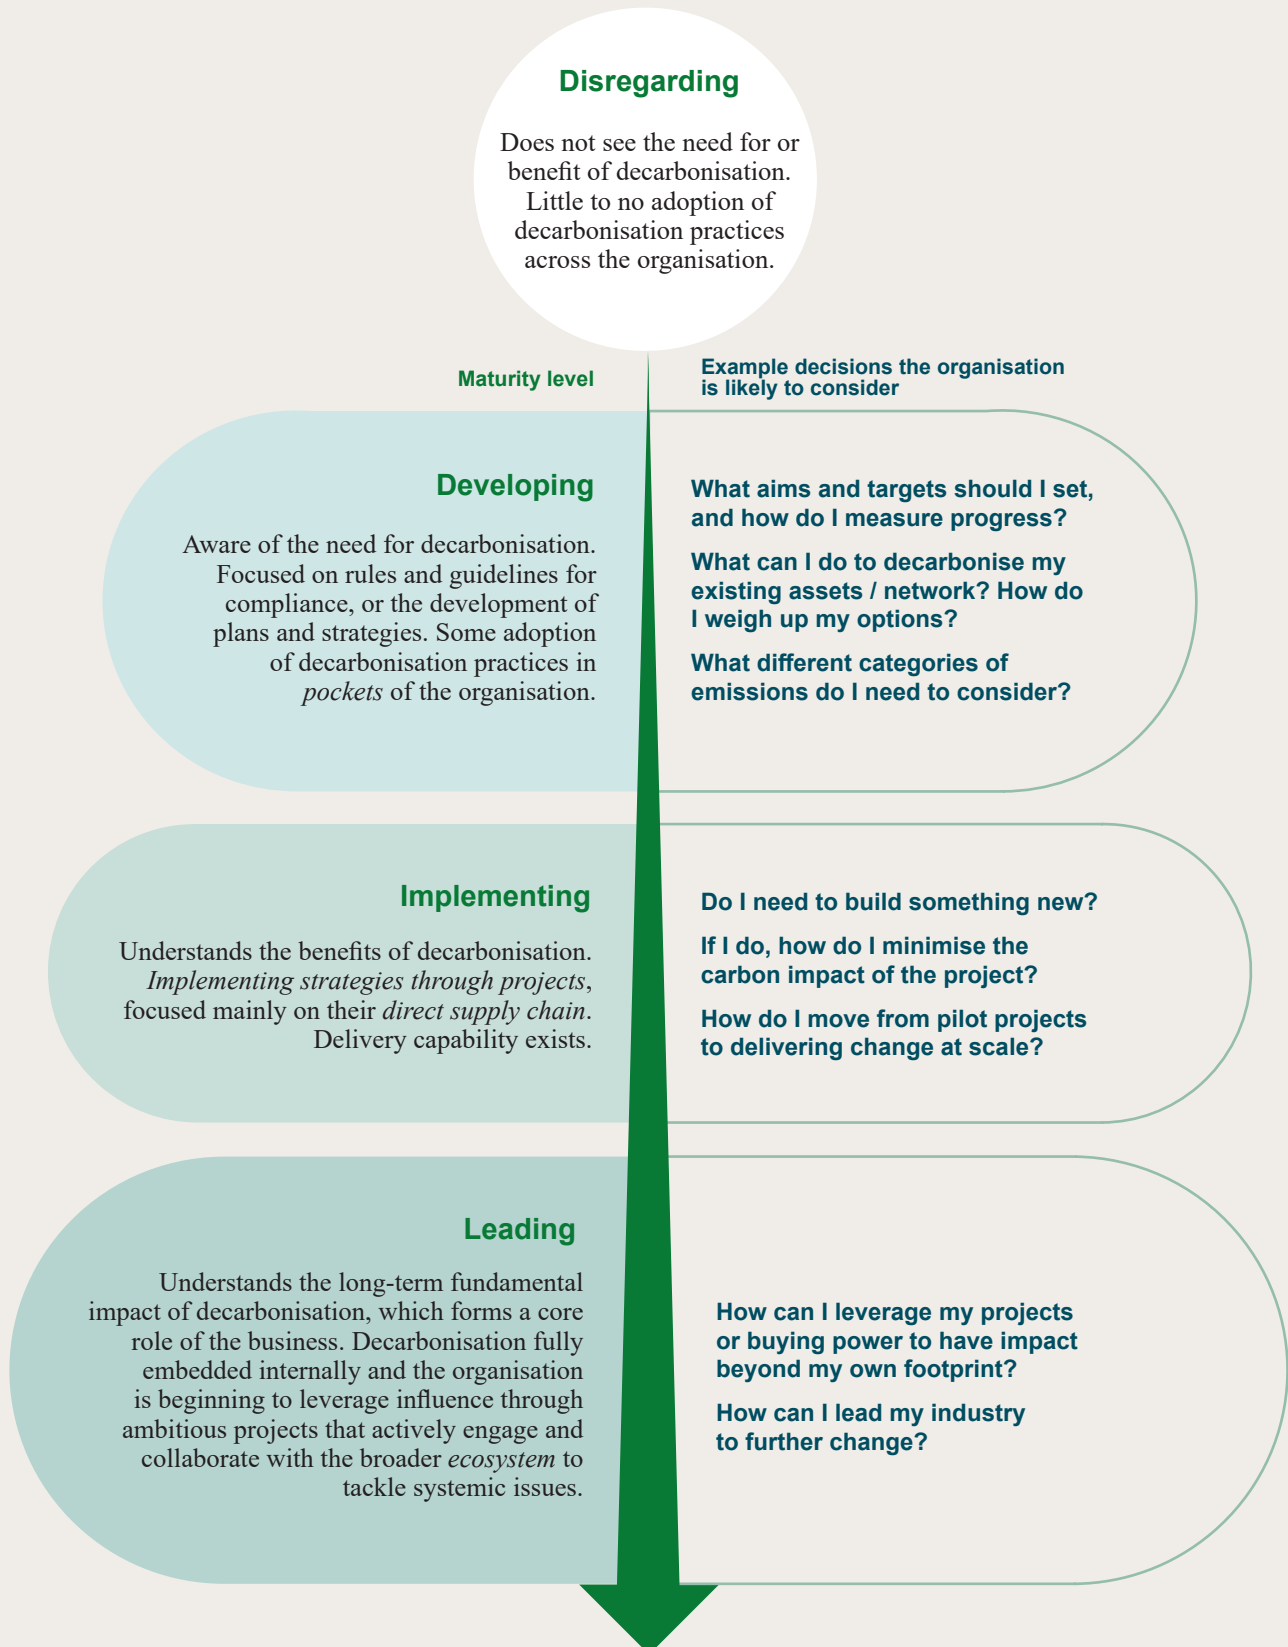 Disregarding
Does not see the need for or
benefit of decarbonisation.
Little to no adoption of
decarbonisation practices
across the organisation.
Maturity level
Example decisions the organisation
is likely to consider
Developing
Aware of the need for decarbonisation.
Focused on rules and guidelines for
compliance, or the development of
plans and strategies. Some adoption
of decarbonisation practices in
pockets of the organisation.
What aims and targets should I set,
and how do I measure progress?
What can I do to decarbonise my
existing assets / network? How do
I weigh up my options?
What different categories of
emissions do I need to consider?
Implementing
Understands the benefits of decarbonisation.
Implementing strategies through projects,
focused mainly on their direct supply chain.
Delivery capability exists.
Do I need to build something new?
If I do, how do I minimise the
carbon impact of the project?
How do I move from pilot projects
to delivering change at scale?
Leading
Understands the long-term fundamental
impact of decarbonisation, which forms a core
role of the business. Decarbonisation fully
embedded internally and the organisation
is beginning to leverage influence through
ambitious projects that actively engage and
collaborate with the broader ecosystem to
tackle systemic issues.
How can I leverage my projects
or buying power to have impact
beyond my own footprint?
How can I lead my industry
to further change?